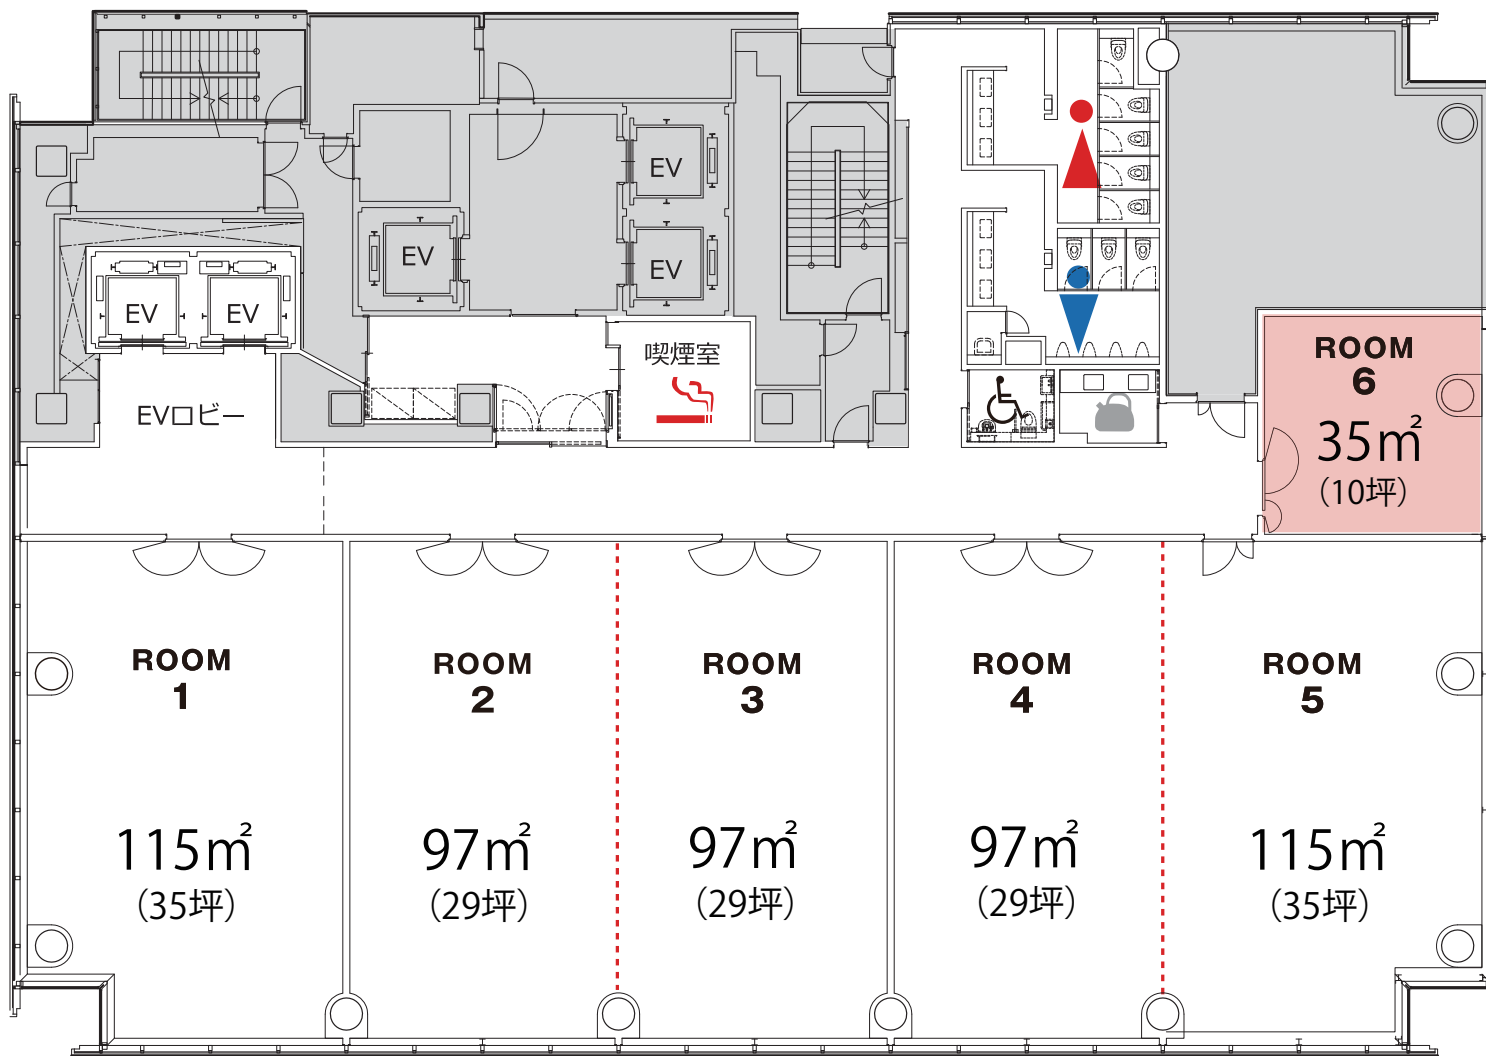 EV
EV
EV
EV
EV
喫煙室
EVロビー
ROOM
6
35㎡
（10坪）
ROOM
1
115㎡
（35坪）
ROOM
2
97㎡
（29坪）
ROOM
3
97㎡
（29坪）
ROOM
4
97㎡
（29坪）
ROOM
5
115㎡
（35坪）